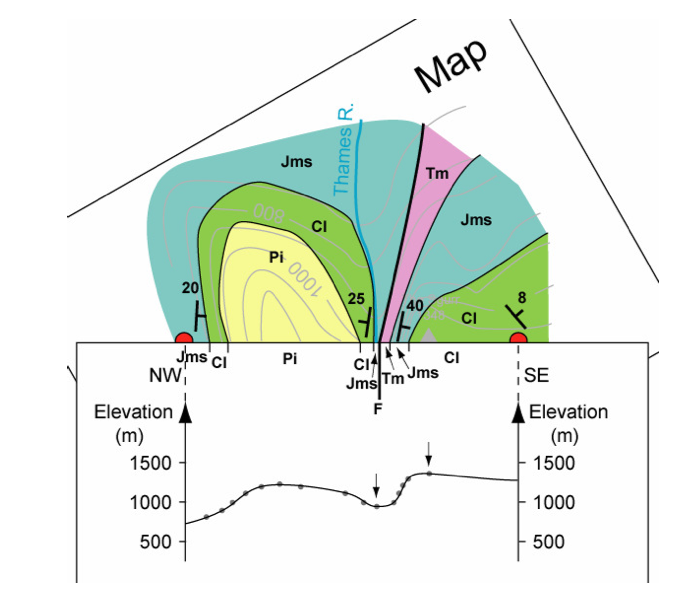 Map
Thames R.
Jms
Tm
Jms
800
Cl
Pi
1000
20
25
40
8
Cl
Jms
Cl
Pi
Cl
Jms
Tm
Jms
Cl
NW
SE
F
Elevation
(m)
Elevation
(m)
1500
1500
1000
1000
500
500